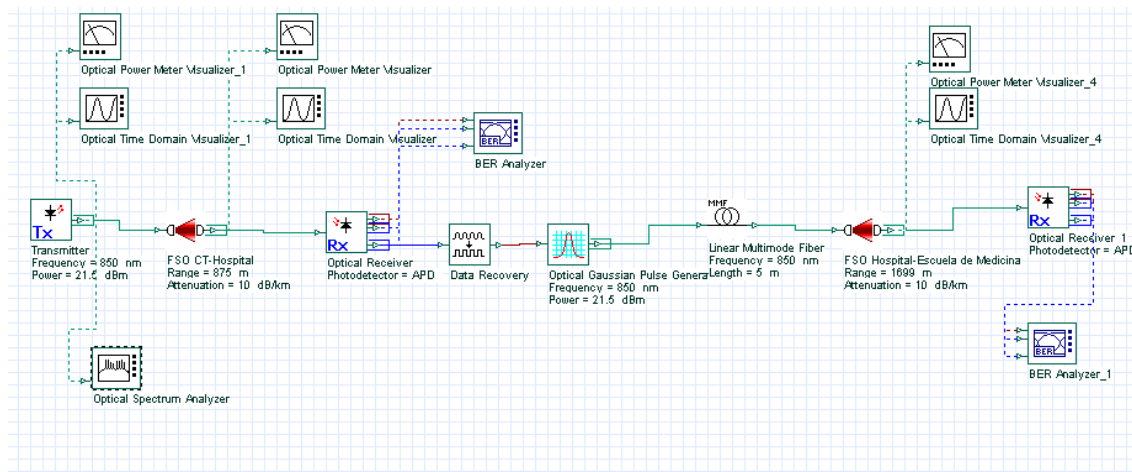 Optical Power Meter Visualizer_1
Optical Power Meter Visualizer
Optical Power Meter Visualizer_4
Optical Time Domain Visualizer_1
Optical Time Domain Visualizer
Optical Time Domain Visualizer_4
BER
BER Analyzer
Tx
Transmitter
Frequency = 850 nm
Power = 21.5 dBm
FSO CT-Hospital
Range = 875 m
Attenuation = 10 dB/km
Rx
Optical Receiver
Photodetector = APD
Data Recovery
Optical Gaussian Pulse Genera
Frequency = 850 nm
Power = 21.5 dBm
MMF
Linear Multimode Fiber
Frequency = 850 nm
Length = 5 m
FSO Hospital-Escuela de Medicina
Range = 1699 m
Attenuation = 10 dB/km
Rx
Optical Receiver 1
Photodetector = APD
BER
BER Analyzer_1
Optical Spectrum Analyzer